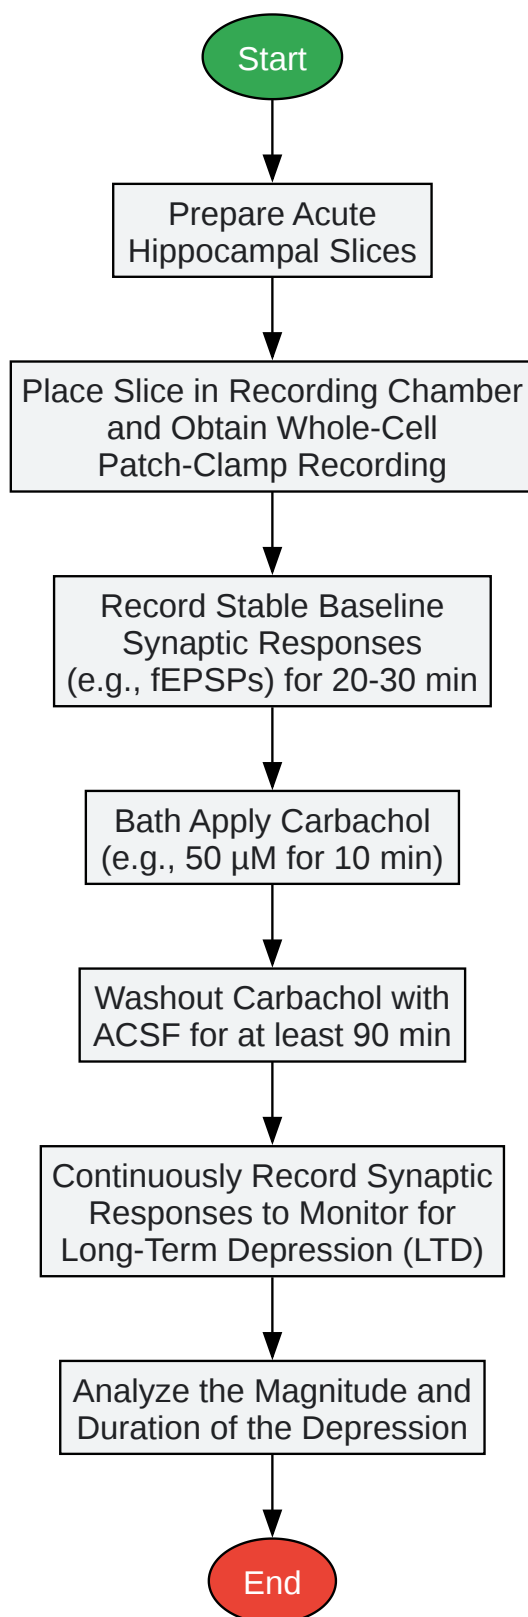 Start
Prepare Acute
Hippocampal Slices
Place Slice in Recording Chamber
and Obtain Whole-Cell
Patch-Clamp Recording
Record Stable Baseline
Synaptic Responses
(e.g., fEPSPs) for 20-30 min
Bath Apply Carbachol
(e.g., 50 µM for 10 min)
Washout Carbachol with
ACSF for at least 90 min
Continuously Record Synaptic
Responses to Monitor for
Long-Term Depression (LTD)
Analyze the Magnitude and
Duration of the Depression
End